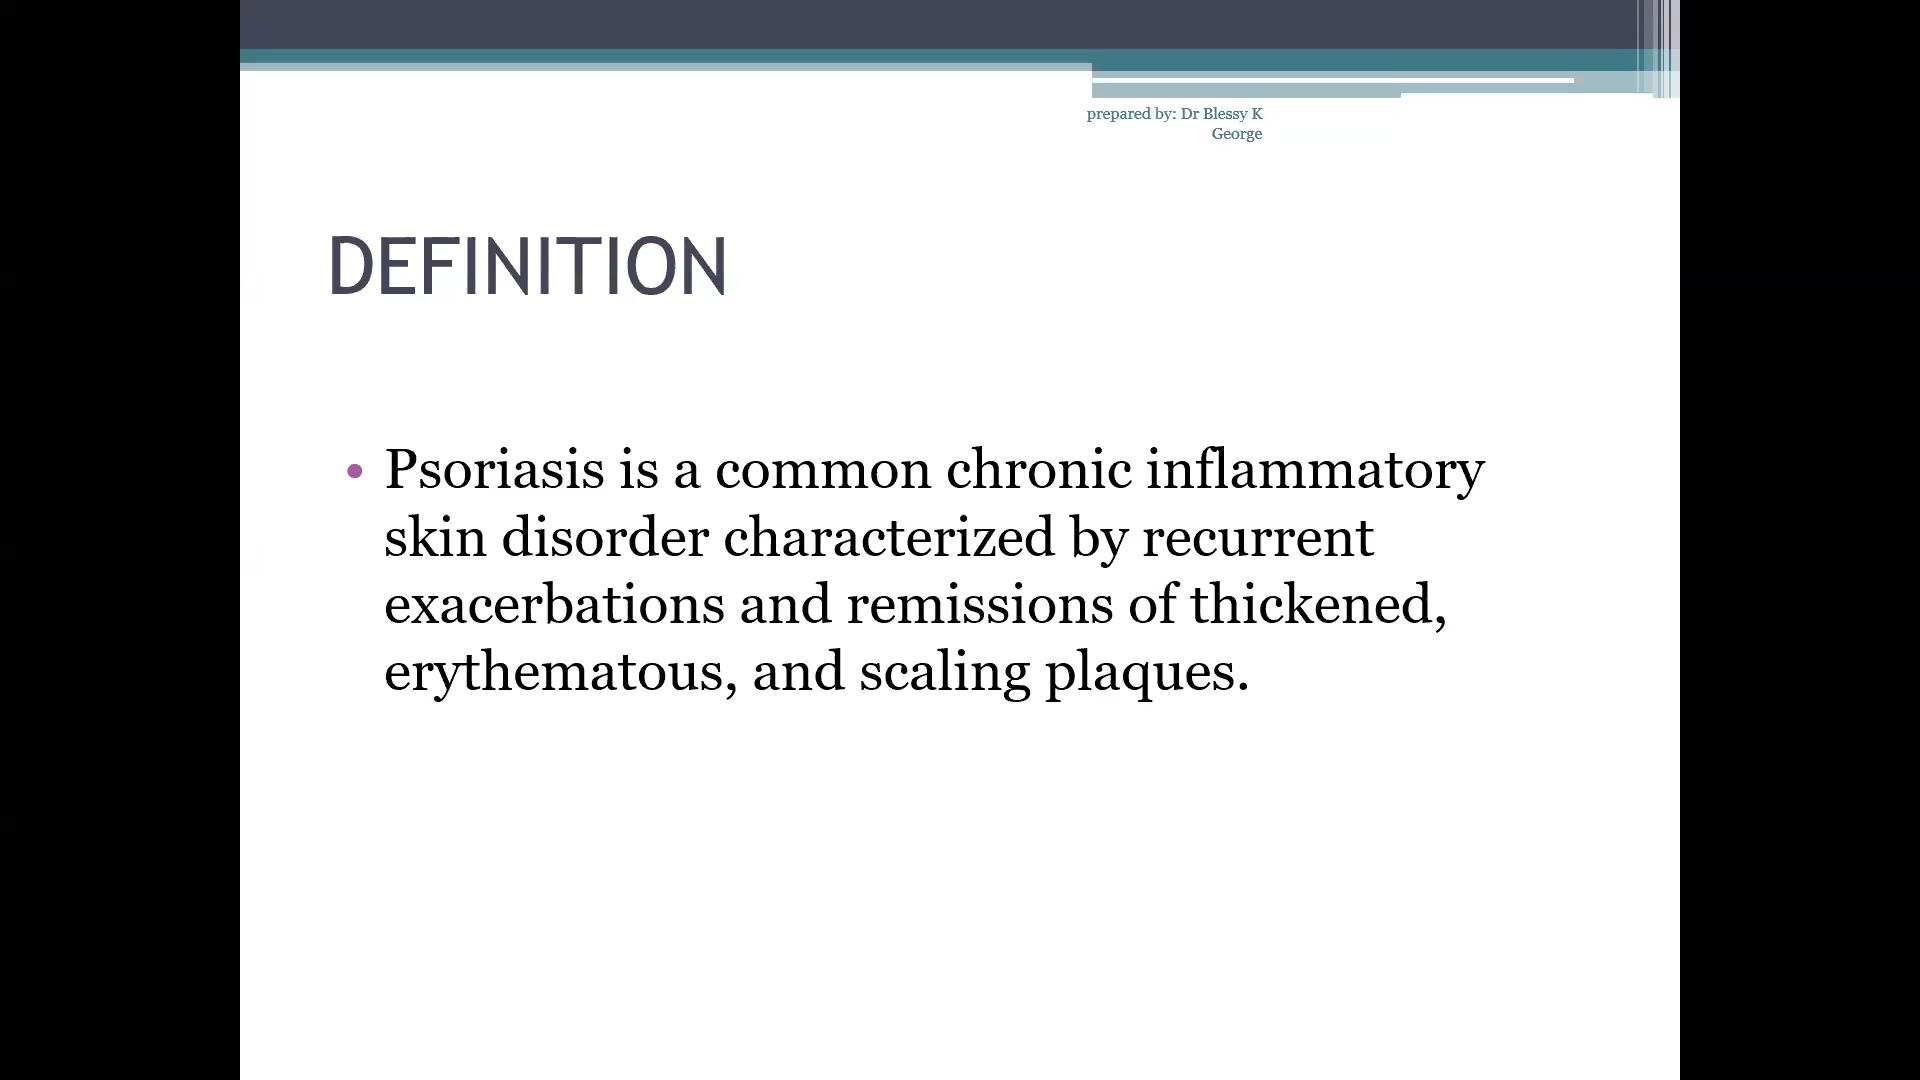 prepared by: Dr Blessy K
George
DEFINITION
• Psoriasis is a common chronic inflammatory
skin disorder characterized by recurrent
exacerbations and remissions of thickened,
erythematous, and scaling plaques.